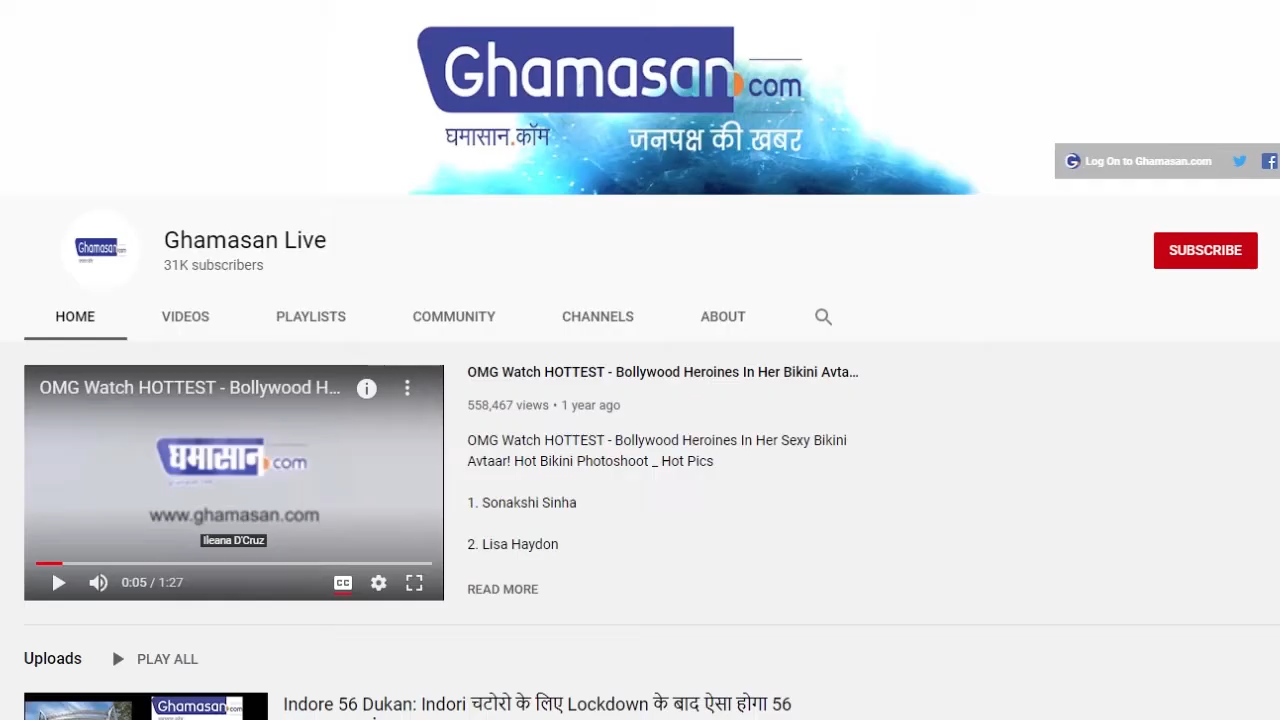 Ghamasan.com
घमासान.कॉम
जनपक्ष की खबर
Log On to Ghamasan.com
Ghamasan.com
Ghamasan Live
31K subscribers
SUBSCRIBE
HOME
VIDEOS
PLAYLISTS
COMMUNITY
CHANNELS
ABOUT
OMG Watch HOTTEST - Bollywood H...
घमासान.com
www.ghamasan.com
Ileana D'Cruz
0:05 / 1:27
CC
OMG Watch HOTTEST - Bollywood Heroines In Her Bikini Avta...
558,467 views • 1 year ago
OMG Watch HOTTEST - Bollywood Heroines In Her Sexy Bikini
Avtaar! Hot Bikini Photoshoot _ Hot Pics
1. Sonakshi Sinha
2. Lisa Haydon
READ MORE
Uploads
PLAY ALL
Ghamasan
Indore 56 Dukan: Indori चटोरो के लिए Lockdown के बाद ऐसा होगा 56